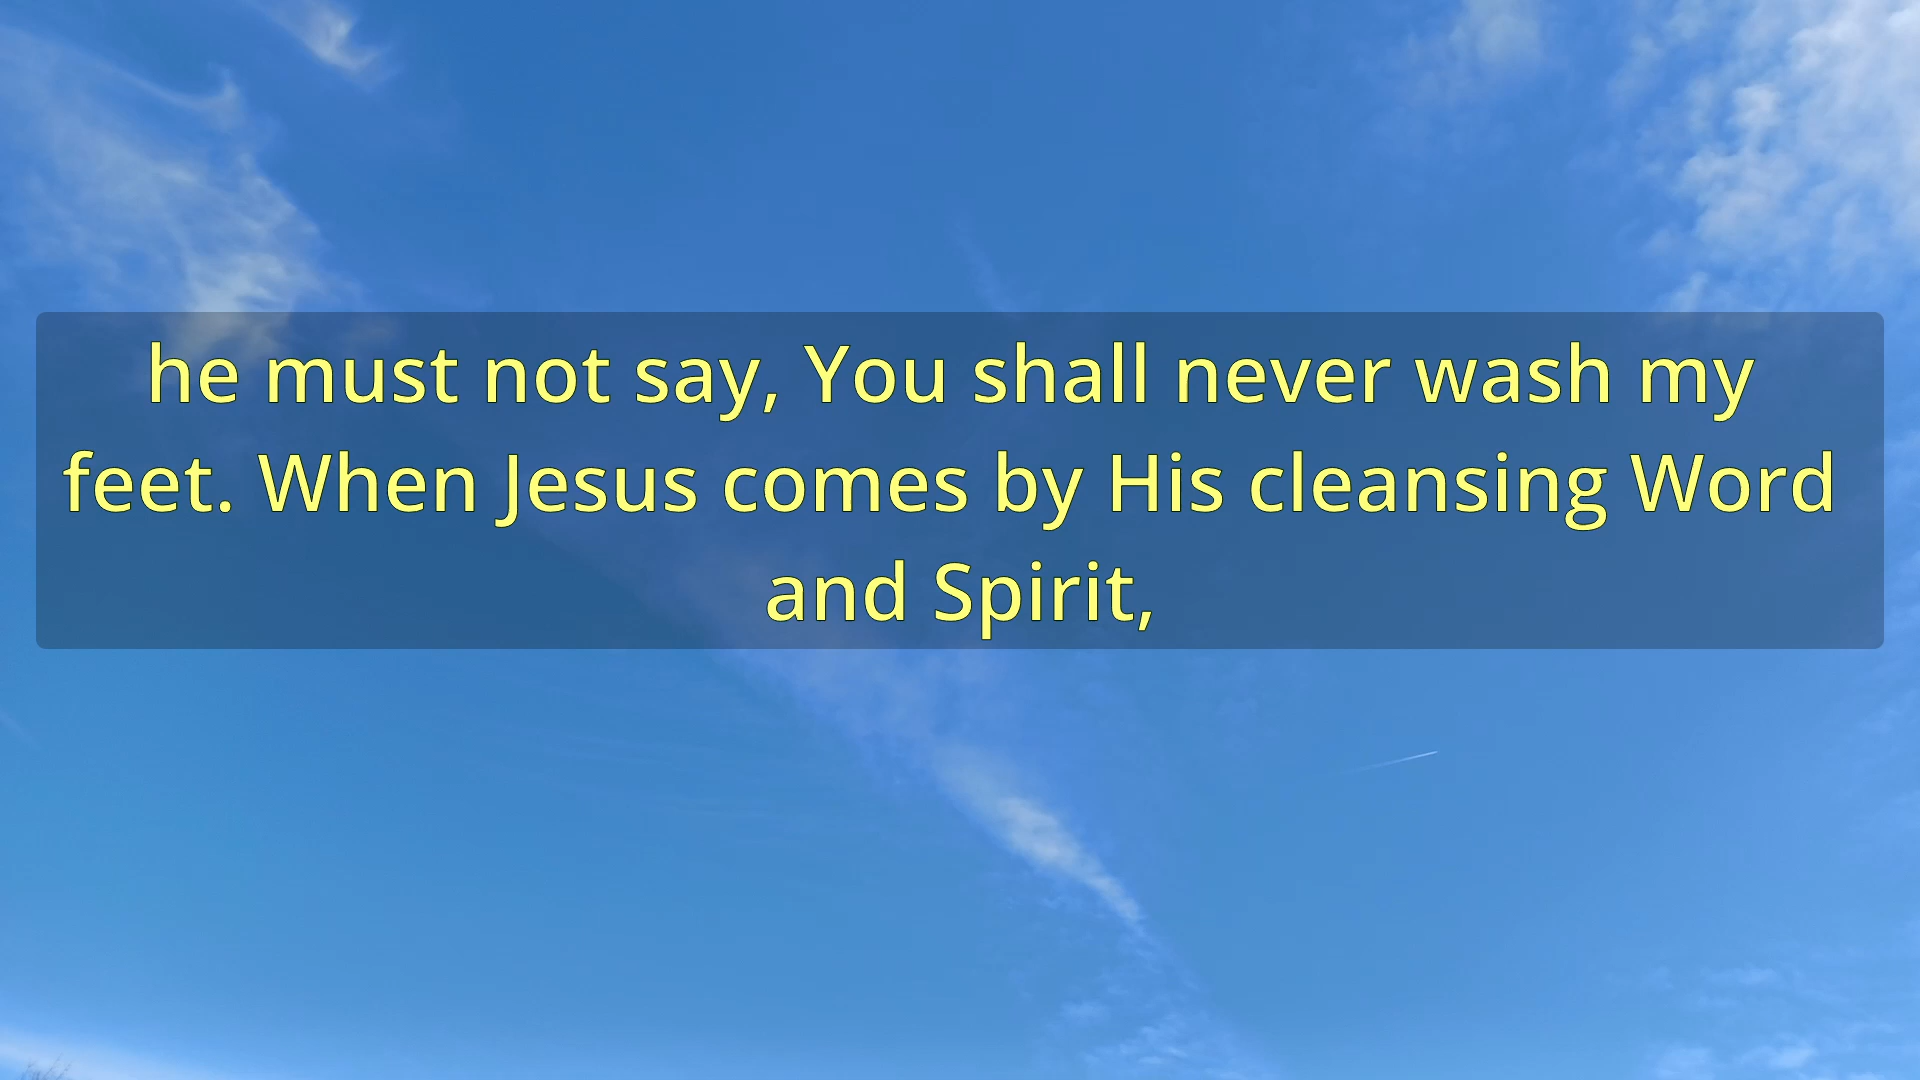 he must not say, You shall never wash my
feet. When Jesus comes by His cleansing Word
and Spirit,